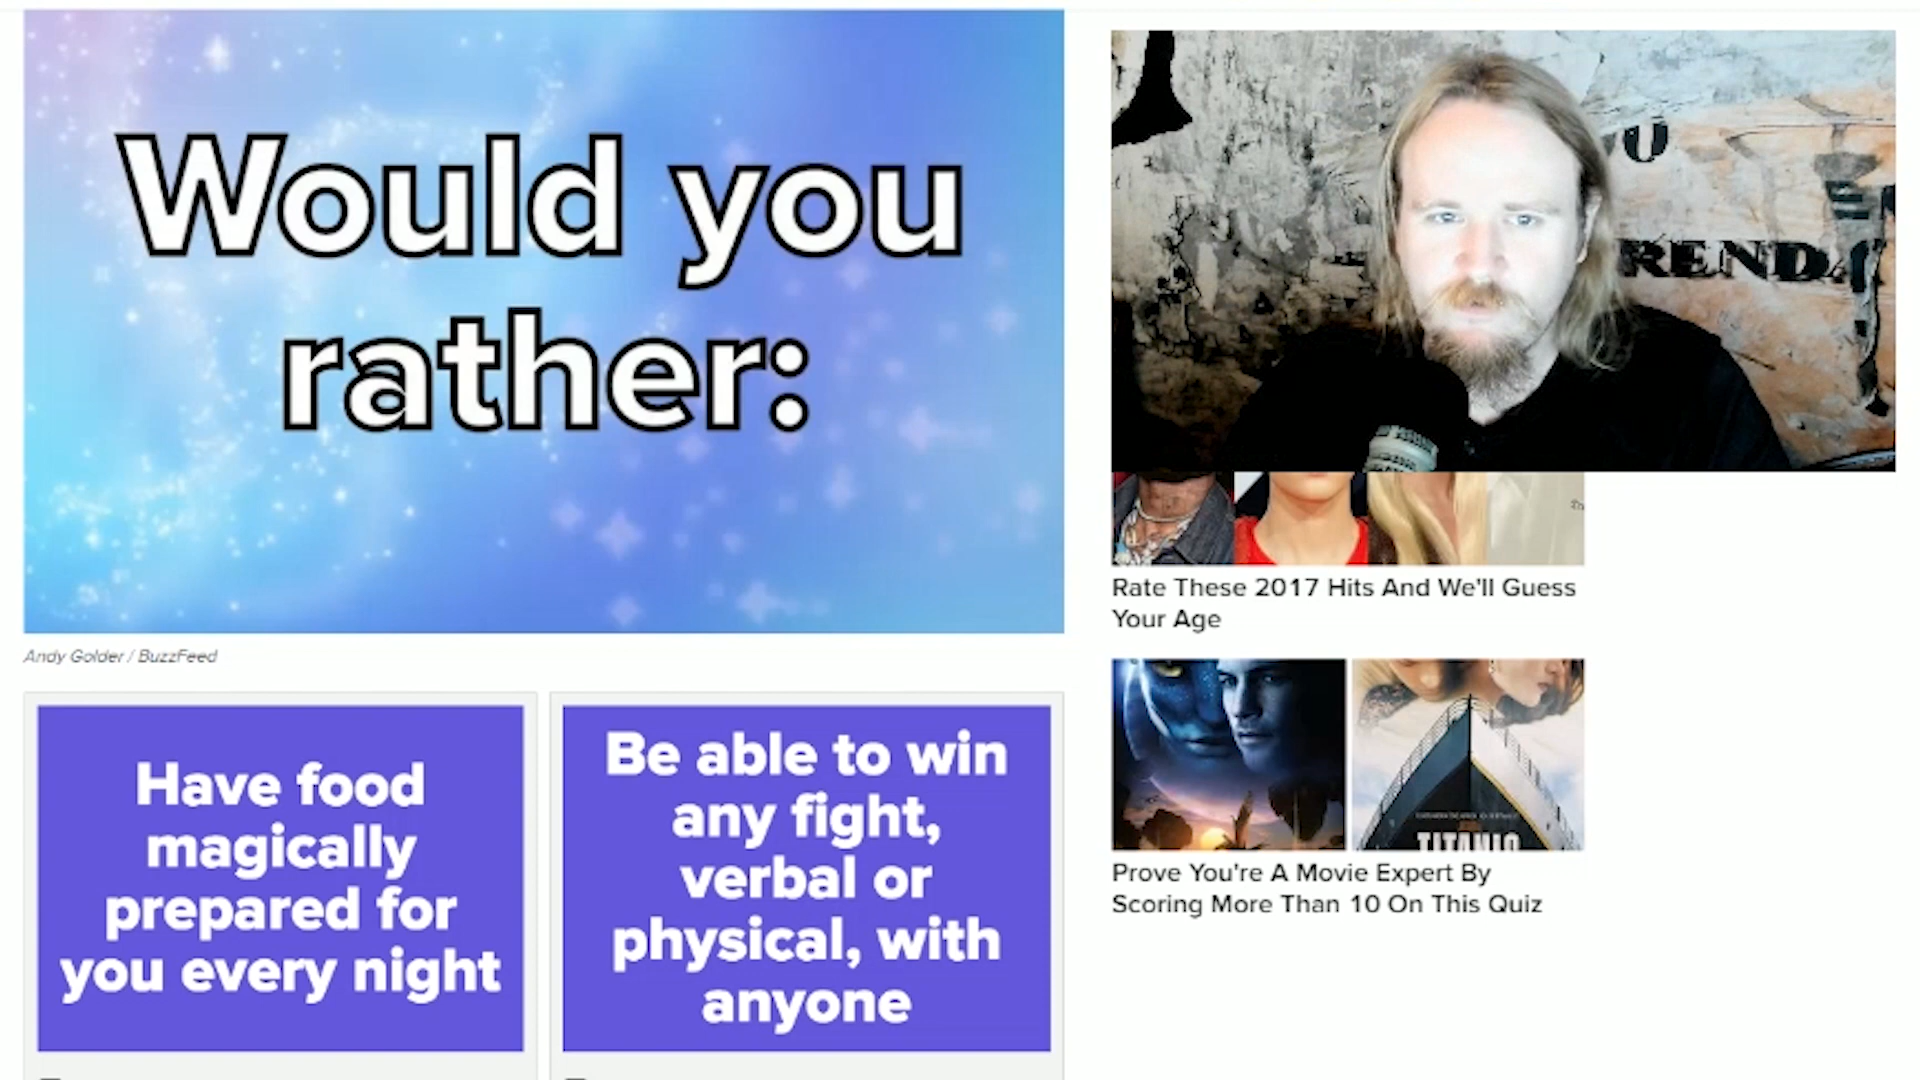 Would you
rather:
Andy Golder / BuzzFeed
Have food
magically
prepared for
you every night
Be able to win
any fight,
verbal or
physical, with
anyone
RENDA
Rate These 2017 Hits And We'll Guess
Your Age
TITANIC
Prove You're A Movie Expert By
Scoring More Than 10 On This Quiz